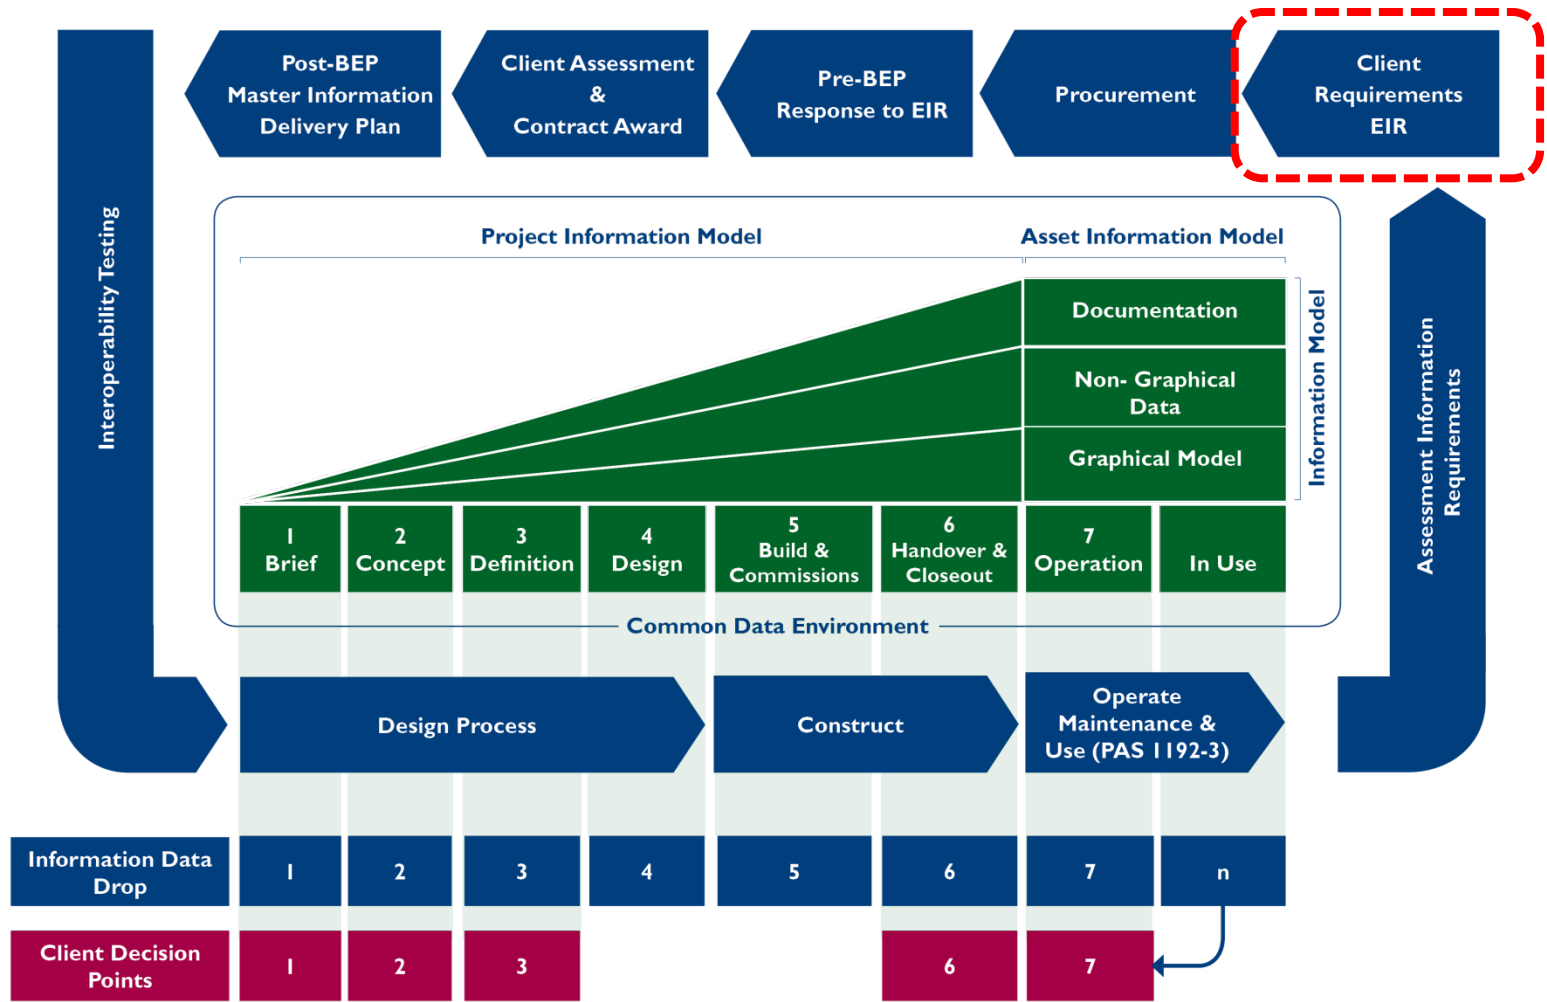 Post-BEP
Master Information
Delivery Plan
Client Assessment
&
Contract Award
Pre-BEP
Response to EIR
Procurement
Client
Requirements
EIR
Interoperability Testing
Project Information Model
Asset Information Model
Documentation
Non- Graphical
Data
Graphical Model
Information Model
Assessment Information
Requirements
1
Brief
2
Concept
3
Definition
4
Design
5
Build &
Commissions
6
Handover &
Closeout
7
Operation
In Use
Common Data Environment
Design Process
Construct
Operate
Maintenance &
Use (PAS 1192-3)
Information Data
Drop
1
2
3
4
5
6
7
n
Client Decision
Points
1
2
3
6
7